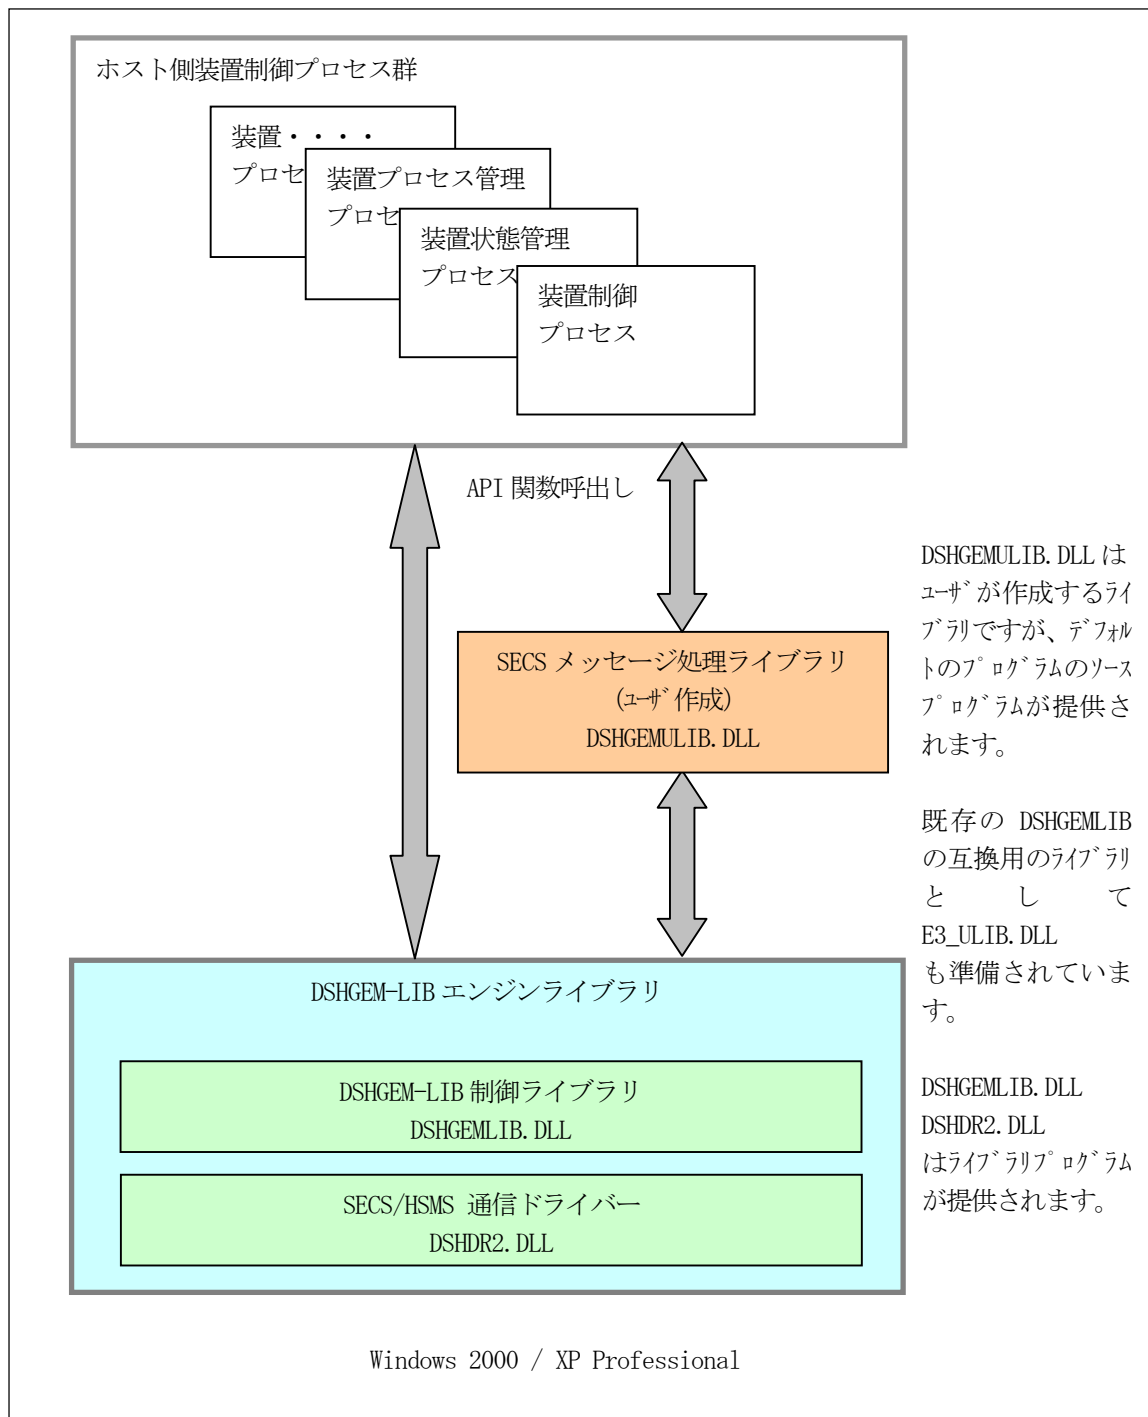 ホスト側装置制御プロセス群
装置・・・・
プロセ
装置プロセス管理
プロセ
装置状態管理
プロセス
装置制御
プロセス
API 関数呼出し
SECS メッセージ処理ライブラリ
(ﾕｰｻﾞ作成)
DSHGEMULIB.DLL
DSHGEMULIB.DLL は
ﾕｰｻﾞが作成するﾗｲ
ﾌﾞﾗﾘですが、ﾃﾞﾌｫﾙ
ﾄのﾌﾟﾛｸﾞﾗﾑのｿｰｽ
ﾌﾟﾛｸﾞﾗﾑが提供さ
れます。
既存の DSHGEMLIB
の互換用のﾗｲﾌﾞﾗﾘ
と し て
E3_ULIB.DLL
も準備されていま
す。
DSHGEMLIB.DLL
DSHDR2.DLL
はﾗｲﾌﾞﾗﾘﾌﾟﾛｸﾞﾗﾑ
が提供されます。
DSHGEM-LIB エンジンライブラリ
DSHGEM-LIB 制御ライブラリ
DSHGEMLIB.DLL
SECS/HSMS 通信ドライバー
DSHDR2.DLL
Windows 2000 / XP Professional